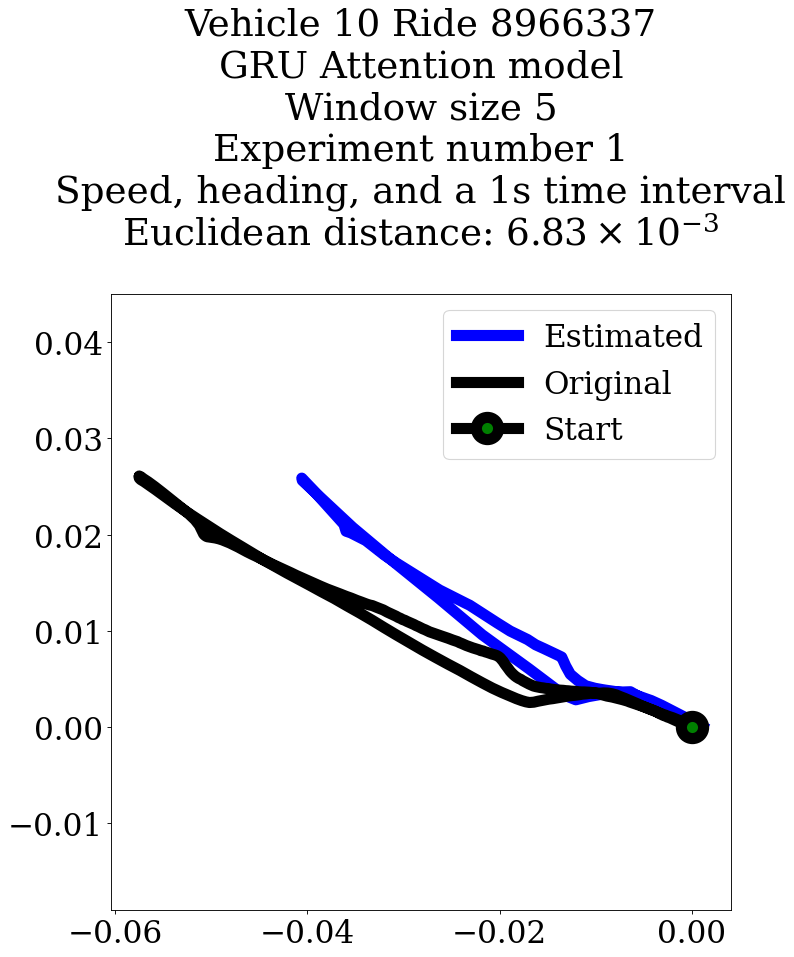 Vehicle 10 Ride 8966337
GRU Attention model
Window size 5
Experiment number 1
Speed, heading, and a 1s time interval
Euclidean distance: 6.83 × 10⁻³
Estimated
Original
Start
0.04
0.03
0.02
0.01
0.00
−0.01
−0.06
−0.04
−0.02
0.00